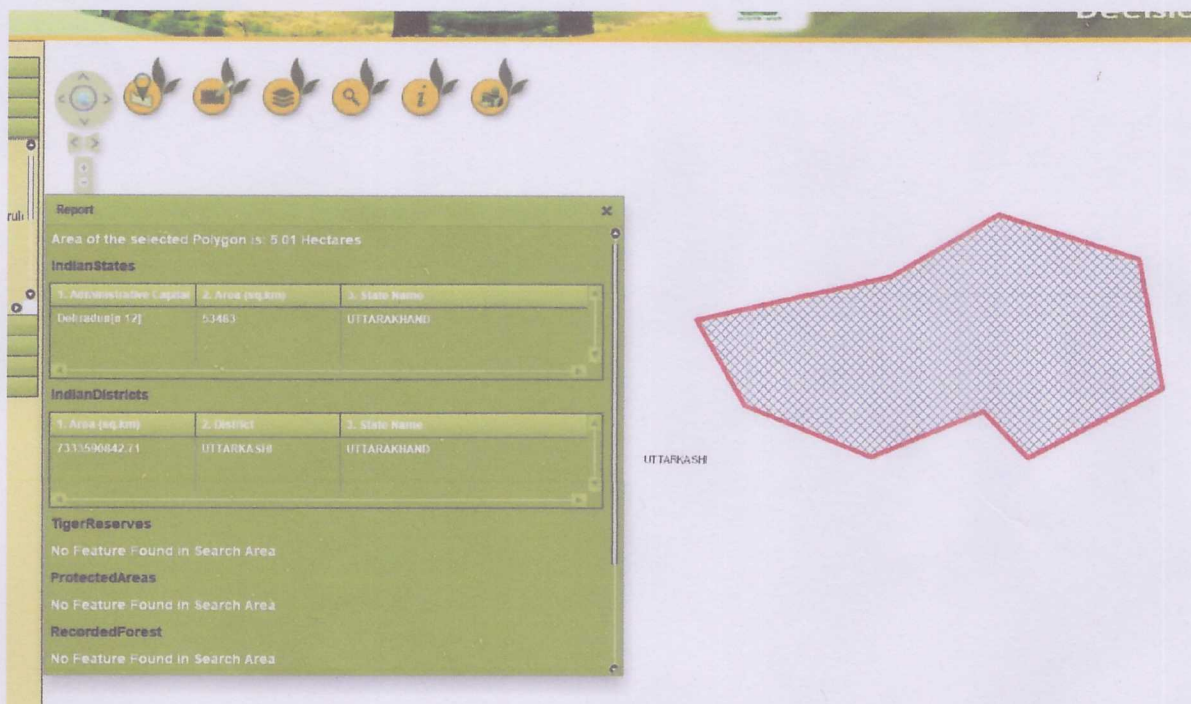 Decisio
rul
Report
Area of the selected Polygon is: 5.01 Hectares
IndianStates
1. Administrative Capital 2. Area (sq.km) 3. State Name
Dehradun[n 12] 53483 UTTARAKHAND
IndianDistricts
1. Area (sq.km) 2. District 3. State Name
7333590842.71 UTTARKASHI UTTARAKHAND
UTTARKASHI
TigerReserves
No Feature Found in Search Area
ProtectedAreas
No Feature Found in Search Area
RecordedForest
No Feature Found in Search Area